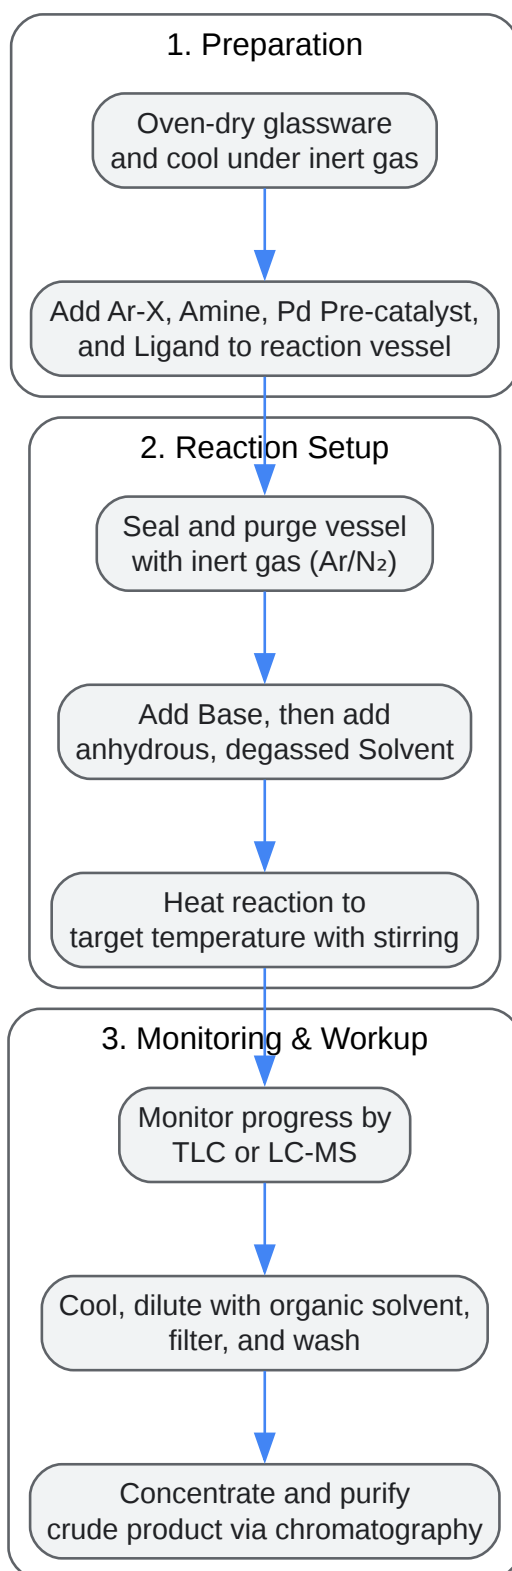 1. Preparation
Oven-dry glassware
and cool under inert gas
Add Ar-X, Amine, Pd Pre-catalyst,
and Ligand to reaction vessel
2. Reaction Setup
Seal and purge vessel
with inert gas (Ar/N₂)
Add Base, then add
anhydrous, degassed Solvent
Heat reaction to
target temperature with stirring
3. Monitoring & Workup
Monitor progress by
TLC or LC-MS
Cool, dilute with organic solvent,
filter, and wash
Concentrate and purify
crude product via chromatography